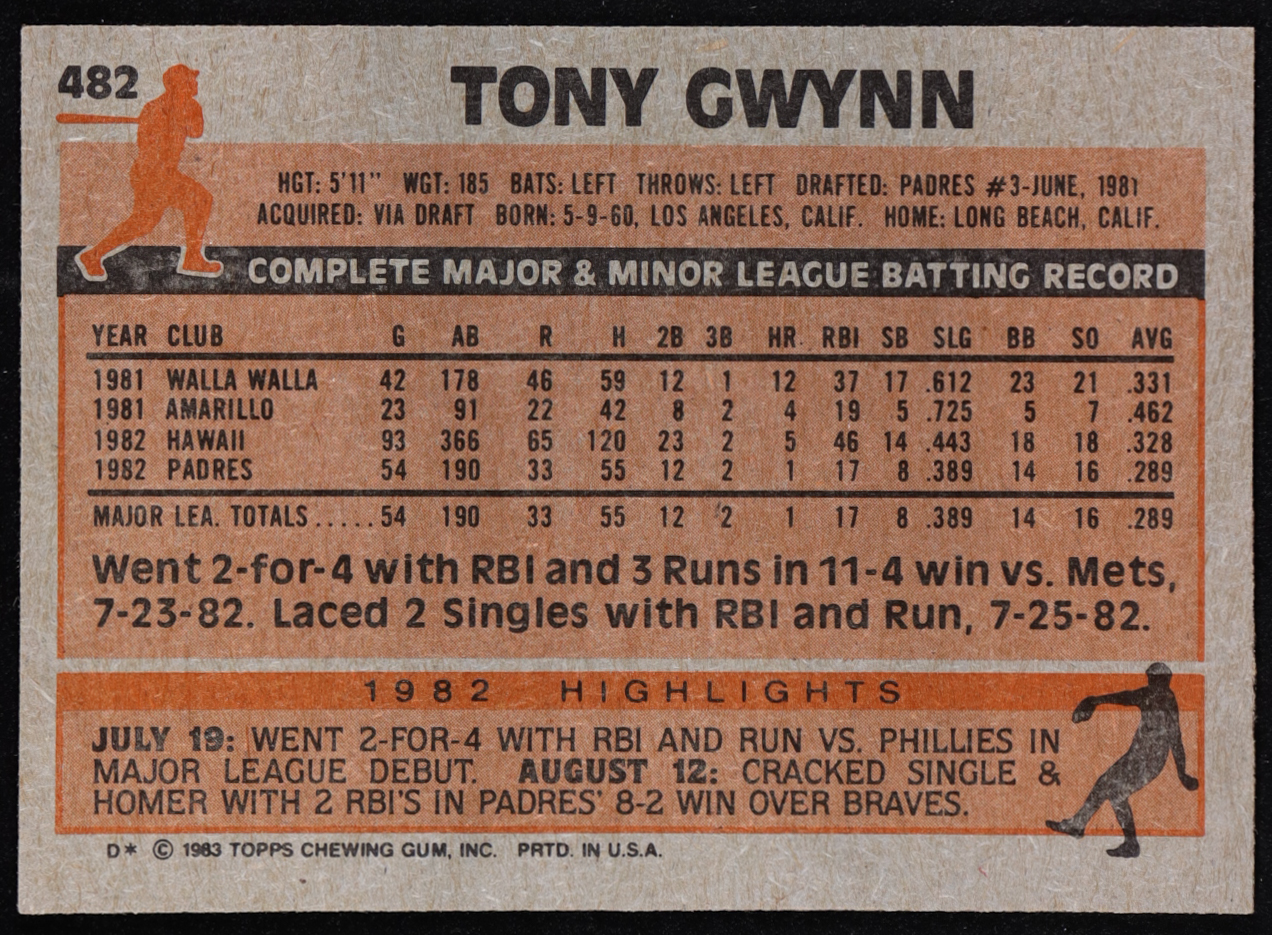 482
TONY GWYNN
HGT: 5'11" WGT: 185 BATS: LEFT THROWS: LEFT DRAFTED: PADRES #3-JUNE, 1981
ACQUIRED: VIA DRAFT BORN: 5-9-60, LOS ANGELES, CALIF. HOME: LONG BEACH, CALIF.
COMPLETE MAJOR & MINOR LEAGUE BATTING RECORD
YEAR CLUB G AB R H 2B 3B HR RBI SB SLG BB SO AVG
1981 WALLA WALLA 42 178 46 59 12 1 12 37 17 .612 23 21 .331
1981 AMARILLO 23 91 22 42 8 2 4 19 5 .725 5 7 .462
1982 HAWAII 93 366 65 120 23 2 5 46 14 .443 18 18 .328
1982 PADRES 54 190 33 55 12 2 1 17 8 .389 14 16 .289
MAJOR LEA. TOTALS.....54 190 33 55 12 2 1 17 8 .389 14 16 .289
Went 2-for-4 with RBI and 3 Runs in 11-4 win vs. Mets,
7-23-82. Laced 2 Singles with RBI and Run, 7-25-82.
1982 HIGHLIGHTS
JULY 19: WENT 2-FOR-4 WITH RBI AND RUN VS. PHILLIES IN
MAJOR LEAGUE DEBUT. AUGUST 12: CRACKED SINGLE &
HOMER WITH 2 RBI'S IN PADRES' 8-2 WIN OVER BRAVES.
D* © 1983 TOPPS CHEWING GUM, INC. PRTD. IN U.S.A.